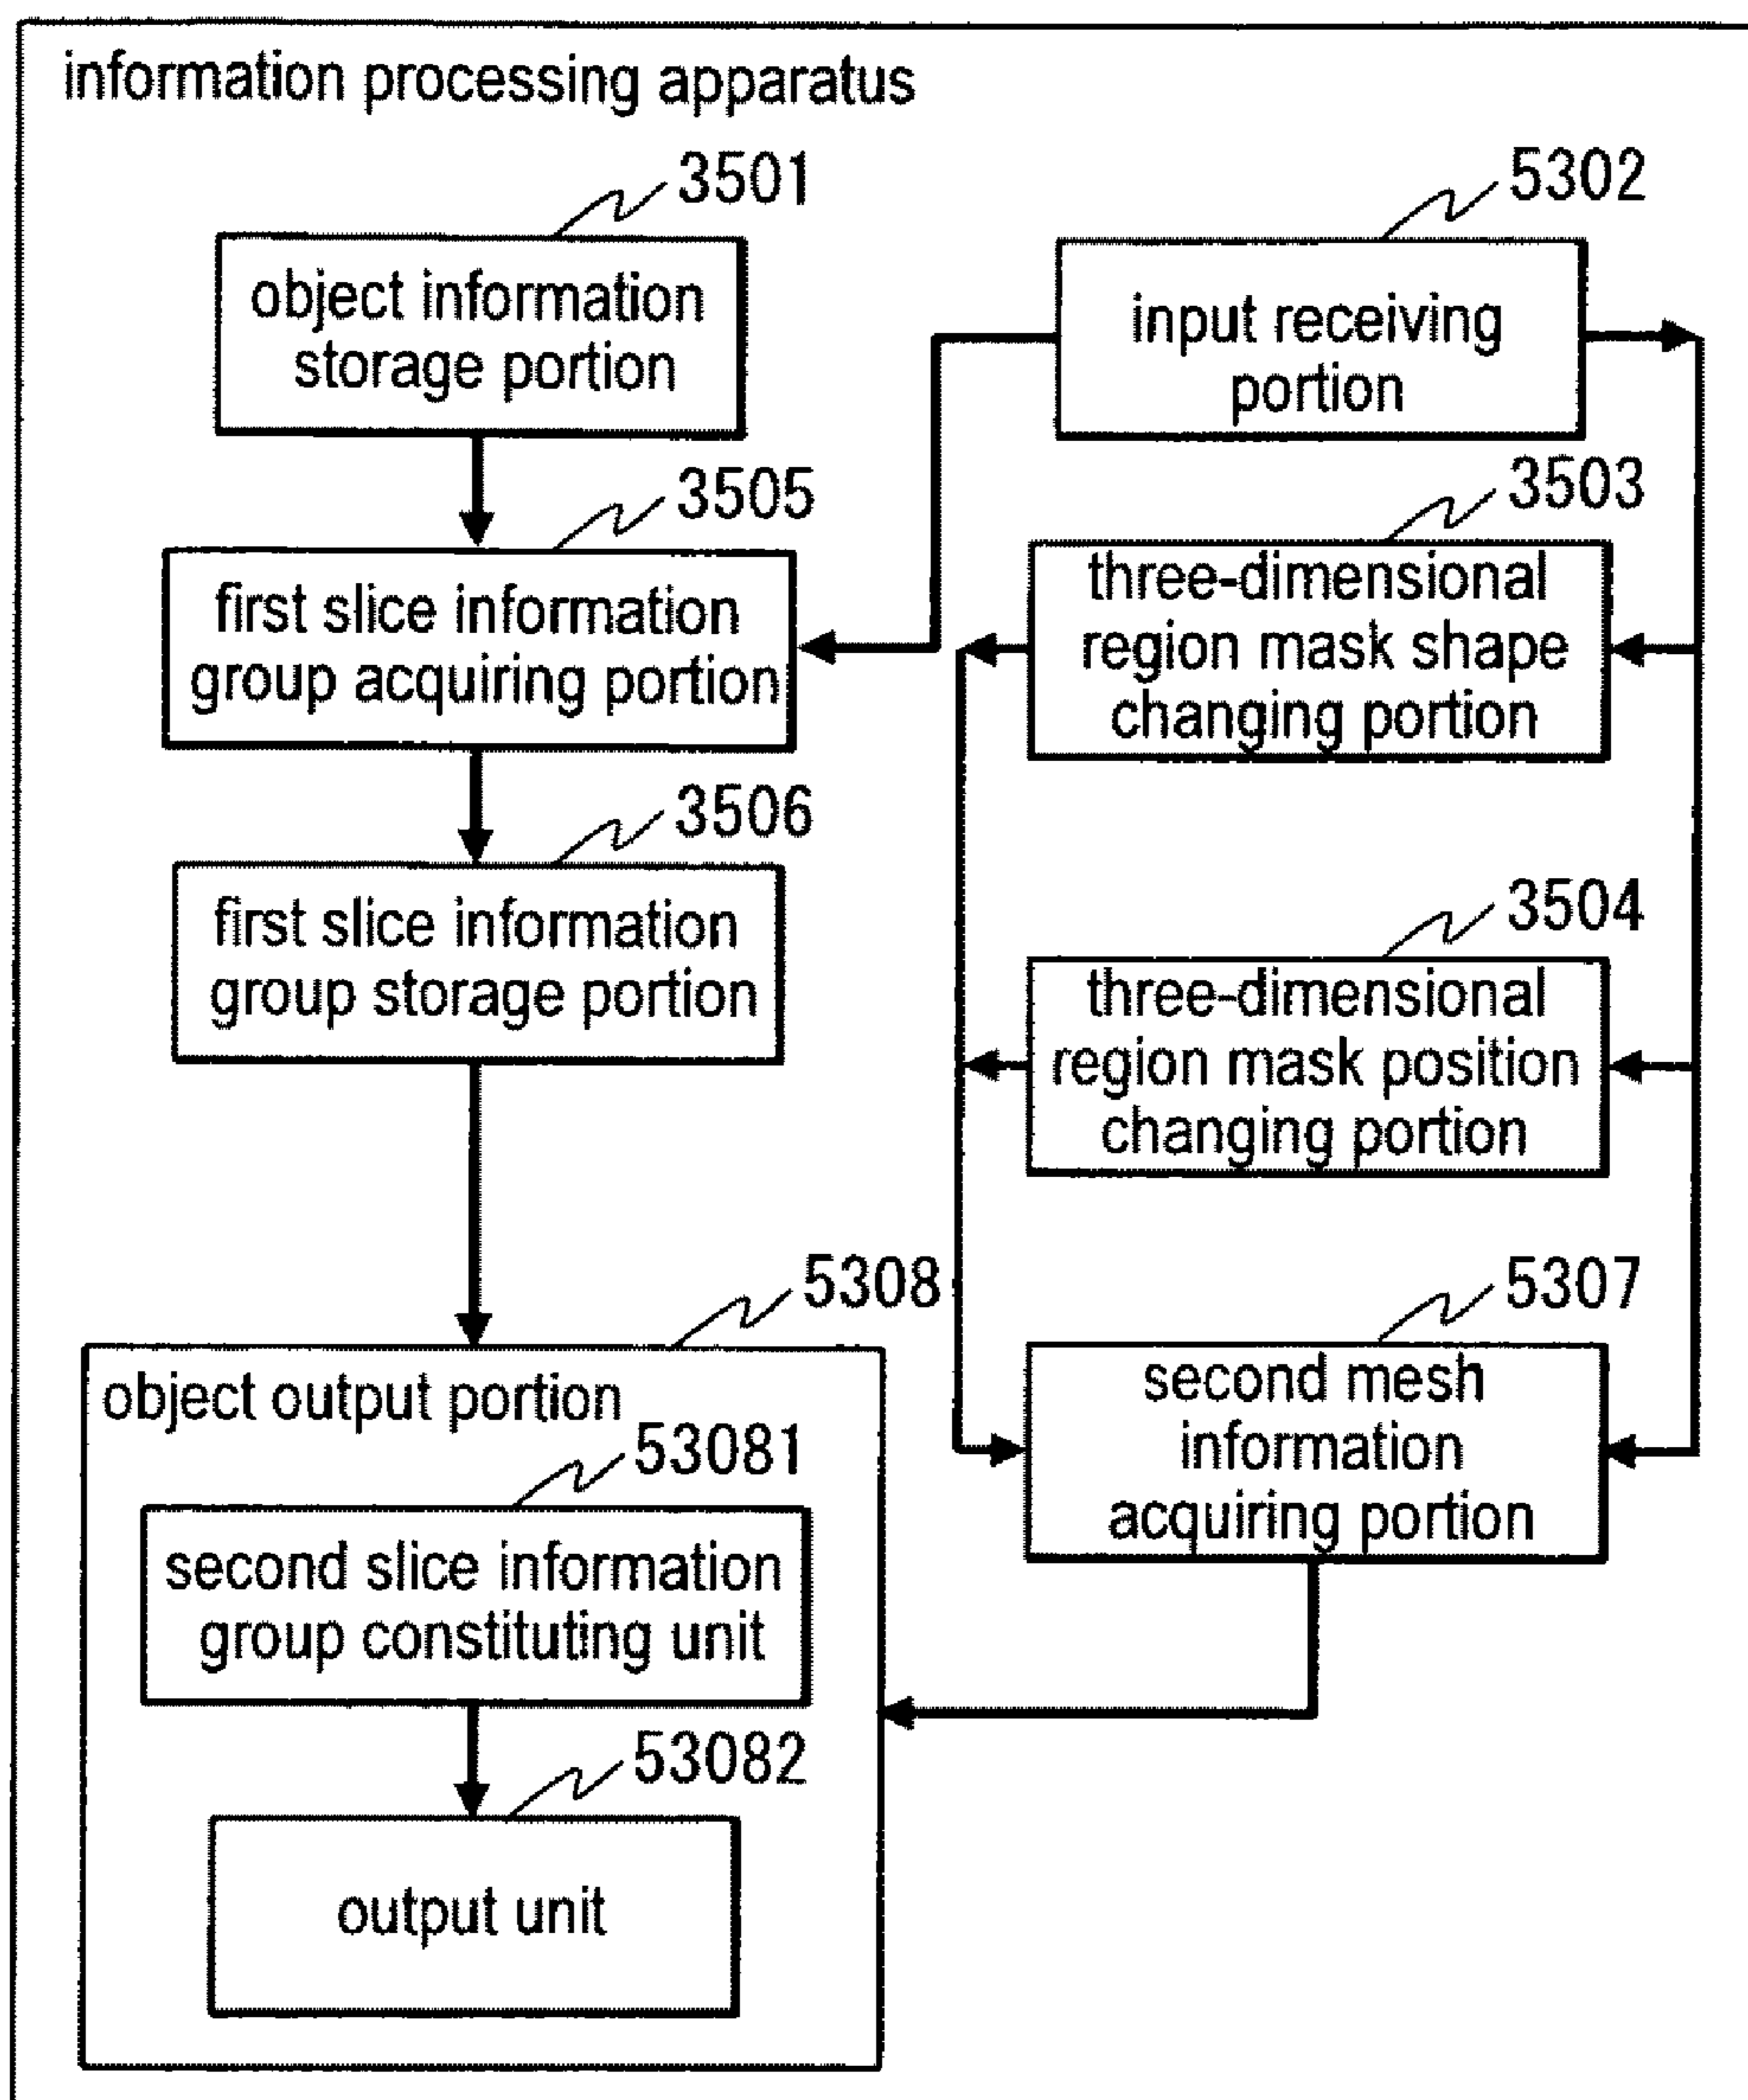 information processing apparatus
3501
object information
storage portion
5302
input receiving
portion
3505
first slice information
group acquiring portion
3503
three-dimensional
region mask shape
changing portion
3506
first slice information
group storage portion
3504
three-dimensional
region mask position
changing portion
5308
object output portion
53081
second slice information
group constituting unit
53082
output unit
5307
second mesh
information
acquiring portion